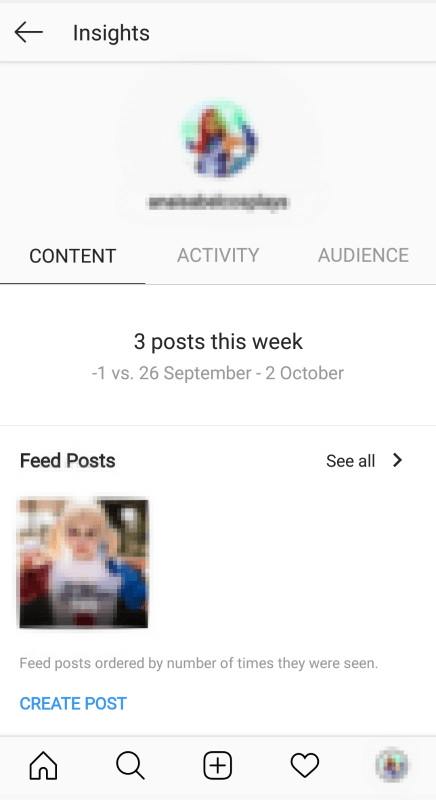 Insights
CONTENT
ACTIVITY
AUDIENCE
3 posts this week
-1 vs. 26 September - 2 October
Feed Posts
See all
Feed posts ordered by number of times they were seen.
CREATE POST